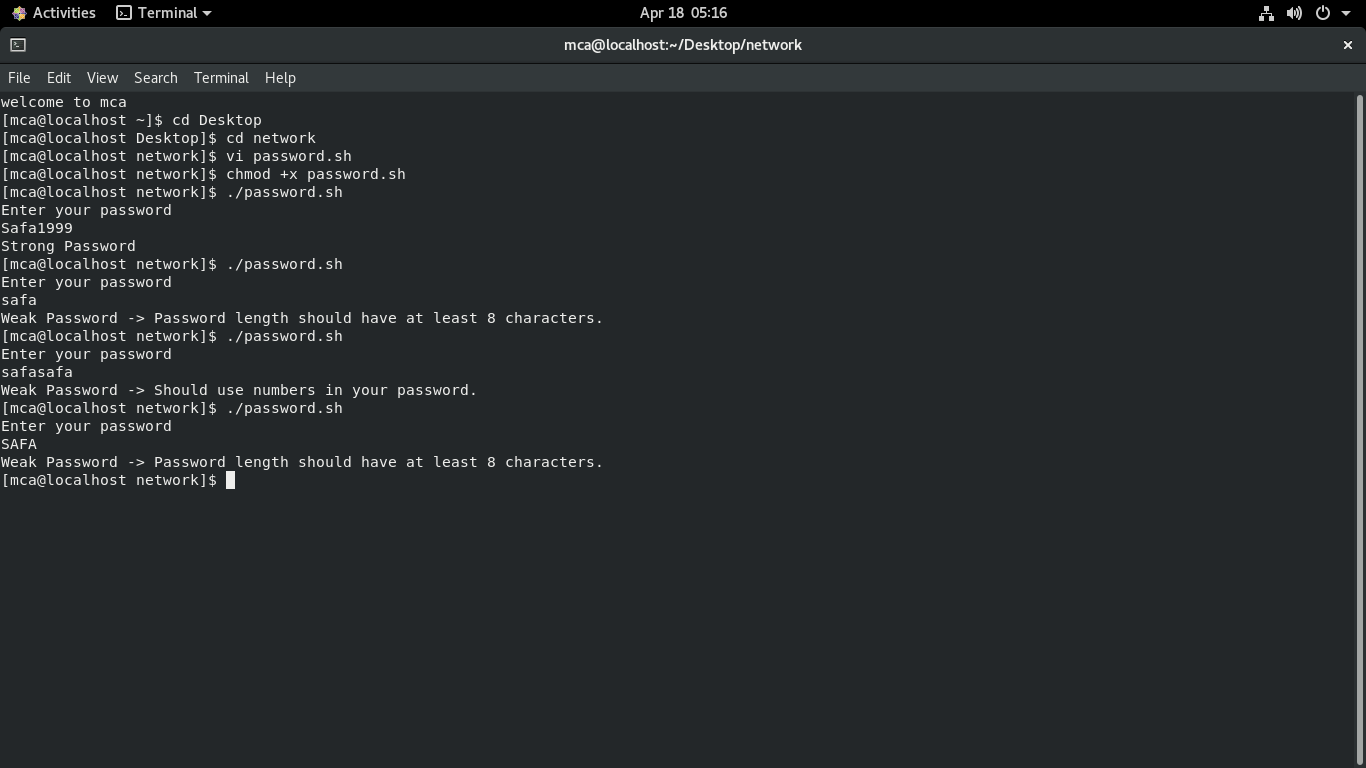 Activities Terminal Apr 18 05:16
mca@localhost:~/Desktop/network ×
File Edit View Search Terminal Help
welcome to mca
[mca@localhost ~]$ cd Desktop
[mca@localhost Desktop]$ cd network
[mca@localhost network]$ vi password.sh
[mca@localhost network]$ chmod +x password.sh
[mca@localhost network]$ ./password.sh
Enter your password
Safa1999
Strong Password
[mca@localhost network]$ ./password.sh
Enter your password
safa
Weak Password -> Password length should have at least 8 characters.
[mca@localhost network]$ ./password.sh
Enter your password
safasafa
Weak Password -> Should use numbers in your password.
[mca@localhost network]$ ./password.sh
Enter your password
SAFA
Weak Password -> Password length should have at least 8 characters.
[mca@localhost network]$